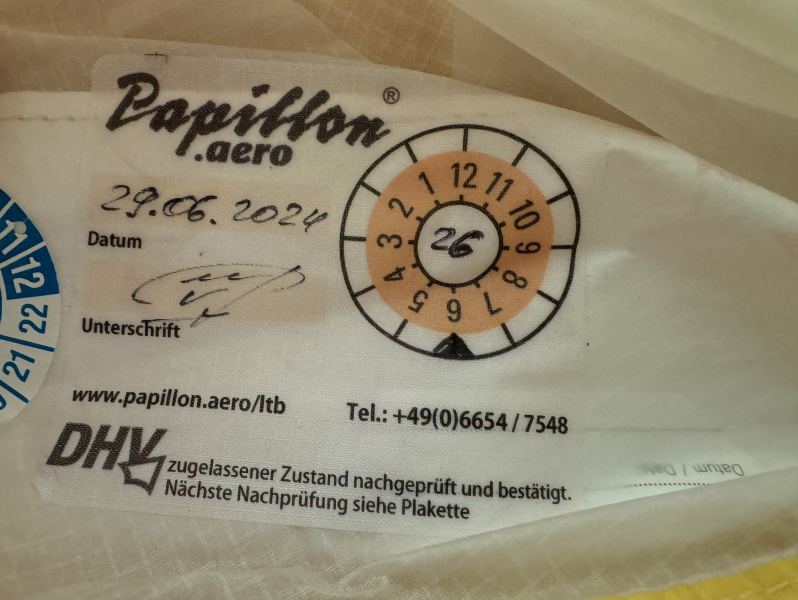 Papillon®
.aero
29.06.2024
Datum
Unterschrift
12
11
10
9
8
7
6
5
4
3
2
1
26
www.papillon.aero/ltb
Tel.: +49(0)6654 / 7548
DHV zugelassener Zustand nachgeprüft und bestätigt.
Nächste Nachprüfung siehe Plakette
11
12
21
22
Datum / Date